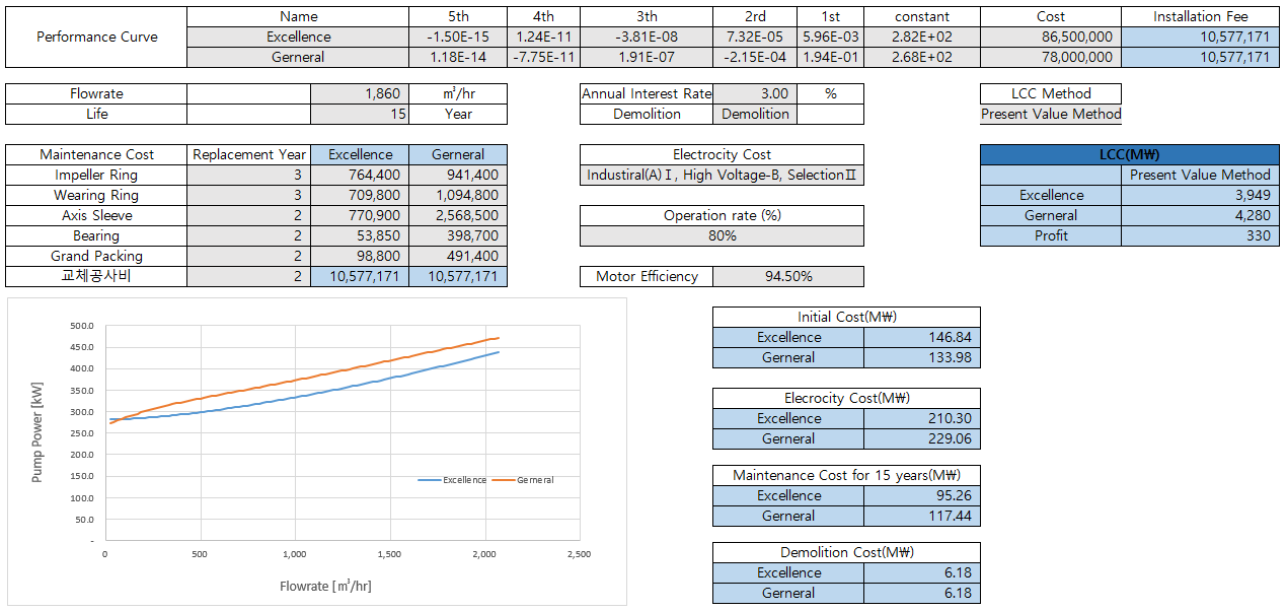 Performance Curve Name 5th 4th 3th 2rd 1st constant Cost Installation Fee
Excellence -1.50E-15 1.24E-11 -3.81E-08 7.32E-05 5.96E-03 2.82E+02 86,500,000 10,577,171
Gerneral 1.18E-14 -7.75E-11 1.91E-07 -2.15E-04 1.94E-01 2.68E+02 78,000,000 10,577,171
Flowrate 1,860 ㎥/hr Annual Interest Rate 3.00 % LCC Method
Life 15 Year Demolition Demolition Present Value Method
Maintenance Cost Replacement Year Excellence Gerneral Electrocity Cost LCC(M₩)
Impeller Ring 3 764,400 941,400 Industiral(A)Ⅰ, High Voltage-B, SelectionⅡ Present Value Method
Wearing Ring 3 709,800 1,094,800 Excellence 3,949
Axis Sleeve 2 770,900 2,568,500 Operation rate (%) Gerneral 4,280
Bearing 2 53,850 398,700 80% Profit 330
Grand Packing 2 98,800 491,400
교체공사비 2 10,577,171 10,577,171 Motor Efficiency 94.50%
500.0
450.0
400.0
350.0
300.0
250.0
200.0
150.0
100.0
50.0
-
Pump Power [kW]
Excellence Gerneral
0 500 1,000 1,500 2,000 2,500
Flowrate [㎥/hr]
Initial Cost(M₩)
Excellence 146.84
Gerneral 133.98
Elecrocity Cost(M₩)
Excellence 210.30
Gerneral 229.06
Maintenance Cost for 15 years(M₩)
Excellence 95.26
Gerneral 117.44
Demolition Cost(M₩)
Excellence 6.18
Gerneral 6.18